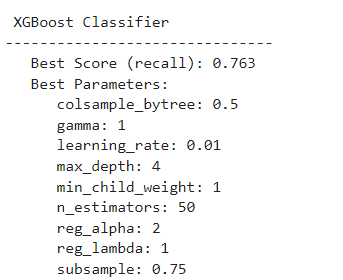 XGBoost Classifier
-------------------------------
Best Score (recall): 0.763
Best Parameters:
colsample_bytree: 0.5
gamma: 1
learning_rate: 0.01
max_depth: 4
min_child_weight: 1
n_estimators: 50
reg_alpha: 2
reg_lambda: 1
subsample: 0.75